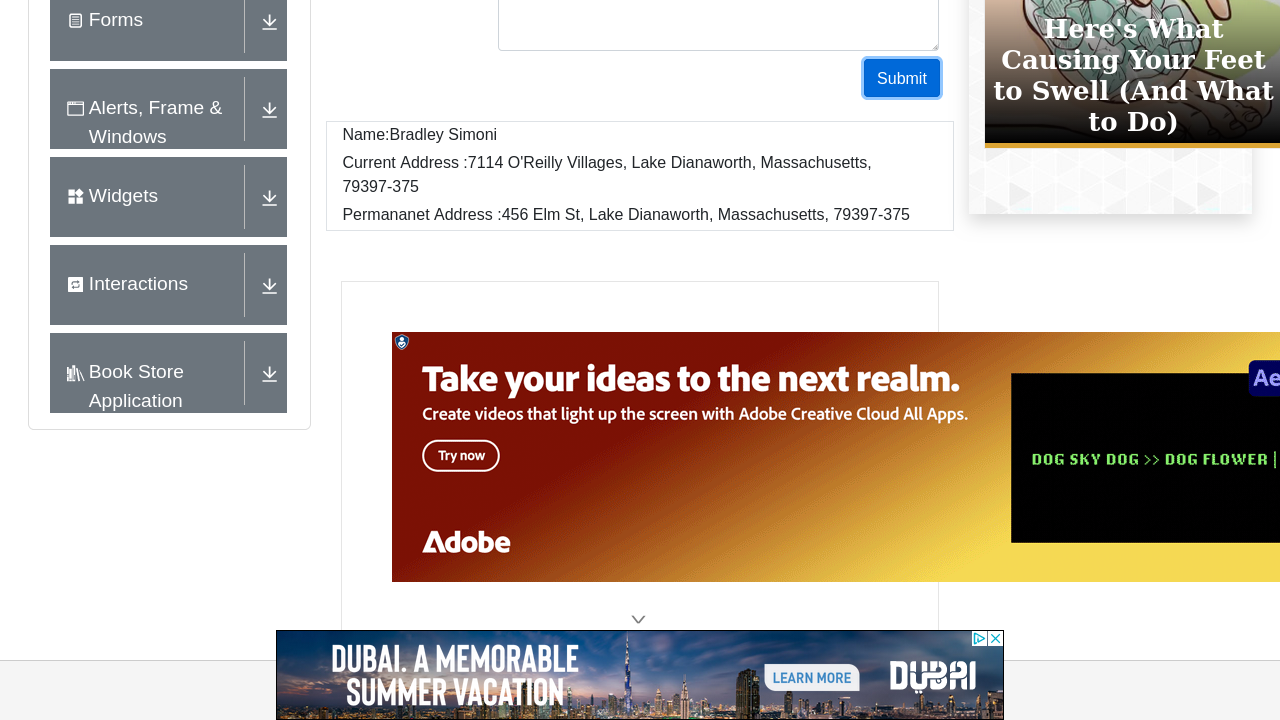 Forms
Alerts, Frame &
Windows
Widgets
Interactions
Book Store
Application
Submit
Name:Bradley Simoni
Current Address :7114 O'Reilly Villages, Lake Dianaworth, Massachusetts,
79397-375
Permananet Address :456 Elm St, Lake Dianaworth, Massachusetts, 79397-375
Here's What
Causing Your Feet
to Swell (And What
to Do)
Take your ideas to the next realm.
Create videos that light up the screen with Adobe Creative Cloud All Apps.
Try now
Adobe
Ae
DOG SKY DOG >> DOG FLOWER |
DUBAI. A MEMORABLE
SUMMER VACATION
LEARN MORE
DUBAI